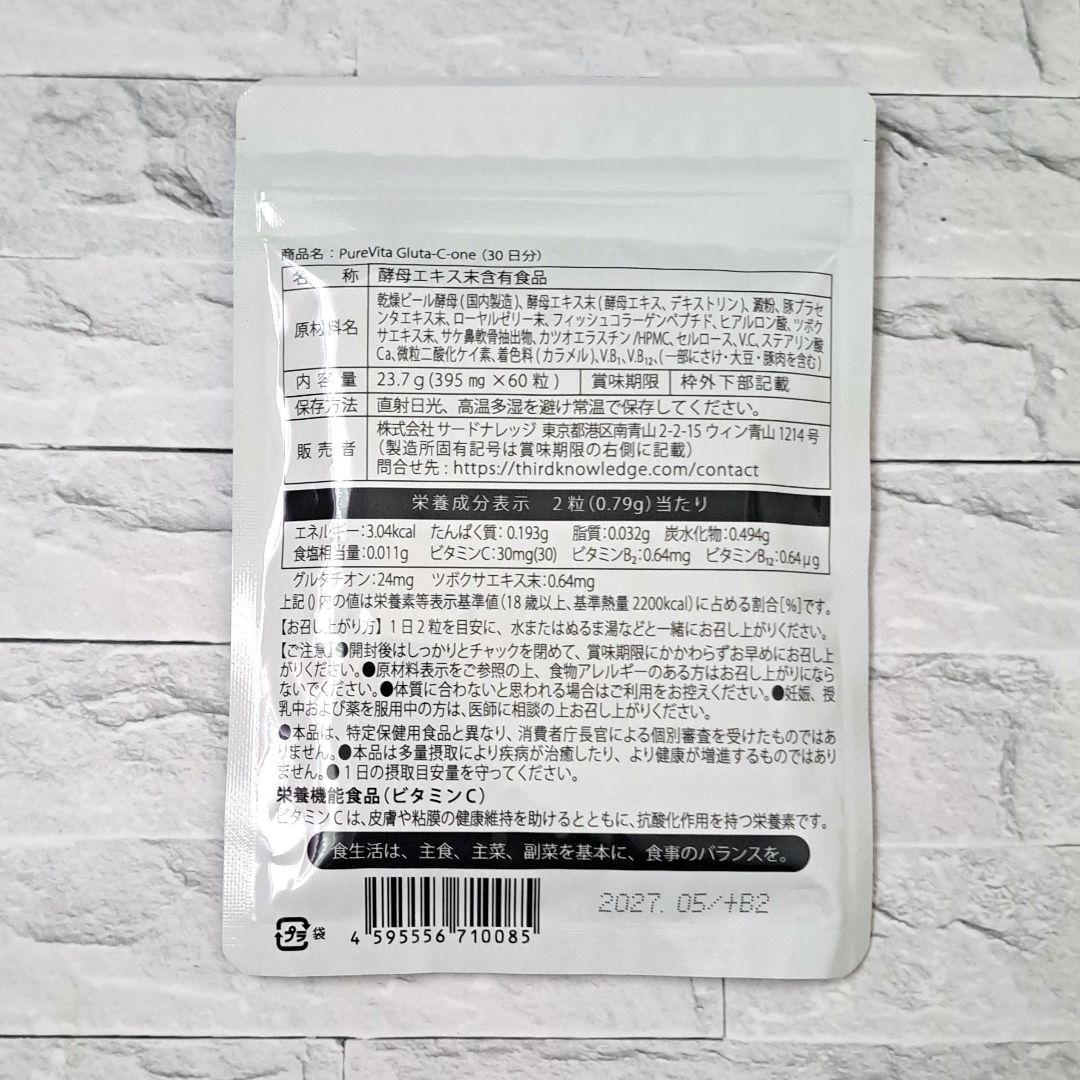 商品名：PureVita Gluta-C-one（30日分）
名称 酵母エキス末含有食品
原材料名
乾燥ビール酵母(国内製造)、酵母エキス末(酵母エキス、デキストリン)、澱粉、豚プラセ
ンタエキス末、ローヤルゼリー末、フィッシュコラーゲンペプチド、ヒアルロン酸、ツボク
サエキス末、サケ鼻軟骨抽出物、カツオエラスチン/HPMC、セルロース、V.C、ステアリン酸
Ca、微粒二酸化ケイ素、着色料(カラメル)、V.B₁、V.B₁₂、(一部にさけ・大豆・豚肉を含む)
内容量 23.7g(395㎎×60粒) 賞味期限 枠外下部記載
保存方法 直射日光、高温多湿を避け常温で保存してください。
販売者
株式会社サードナレッジ 東京都港区南青山2-2-15ウィン青山1214号
（製造所固有記号は賞味期限の右側に記載）
問合せ先：https://thirdknowledge.com/contact
栄養成分表示 2粒(0.79g)当たり
エネルギー：3.04kcal たんぱく質：0.193g 脂質：0.032g 炭水化物：0.494g
食塩相当量：0.011g ビタミンC：30mg(30) ビタミンB₂：0.64mg ビタミンB₁₂：0.64μg
グルタチオン：24mg ツボクサエキス末：0.64mg
上記()内の値は栄養素等表示基準値(18歳以上、基準熱量2200kcal)に占める割合[%]です。
【お召し上がり方】1日2粒を目安に、水またはぬるま湯などと一緒にお召し上がりください。
【ご注意】●開封後はしっかりとチャックを閉めて、賞味期限にかかわらずお早めにお召し上
がりください。●原材料表示をご参照の上、食物アレルギーのある方はお召し上がりになら
ないでください。●体質に合わないと思われる場合はご利用をお控えください。●妊娠、授
乳中および薬を服用中の方は、医師に相談の上お召し上がりください。
●本品は、特定保健用食品と異なり、消費者庁長官による個別審査を受けたものではあ
りません。●本品は多量摂取により疾病が治癒したり、より健康が増進するものではあり
ません。●1日の摂取目安量を守ってください。
栄養機能食品（ビタミンC）
ビタミンCは、皮膚や粘膜の健康維持を助けるとともに、抗酸化作用を持つ栄養素です。
食生活は、主食、主菜、副菜を基本に、食事のバランスを。
2027.05/+B2
プラ 袋
4 595556 710085